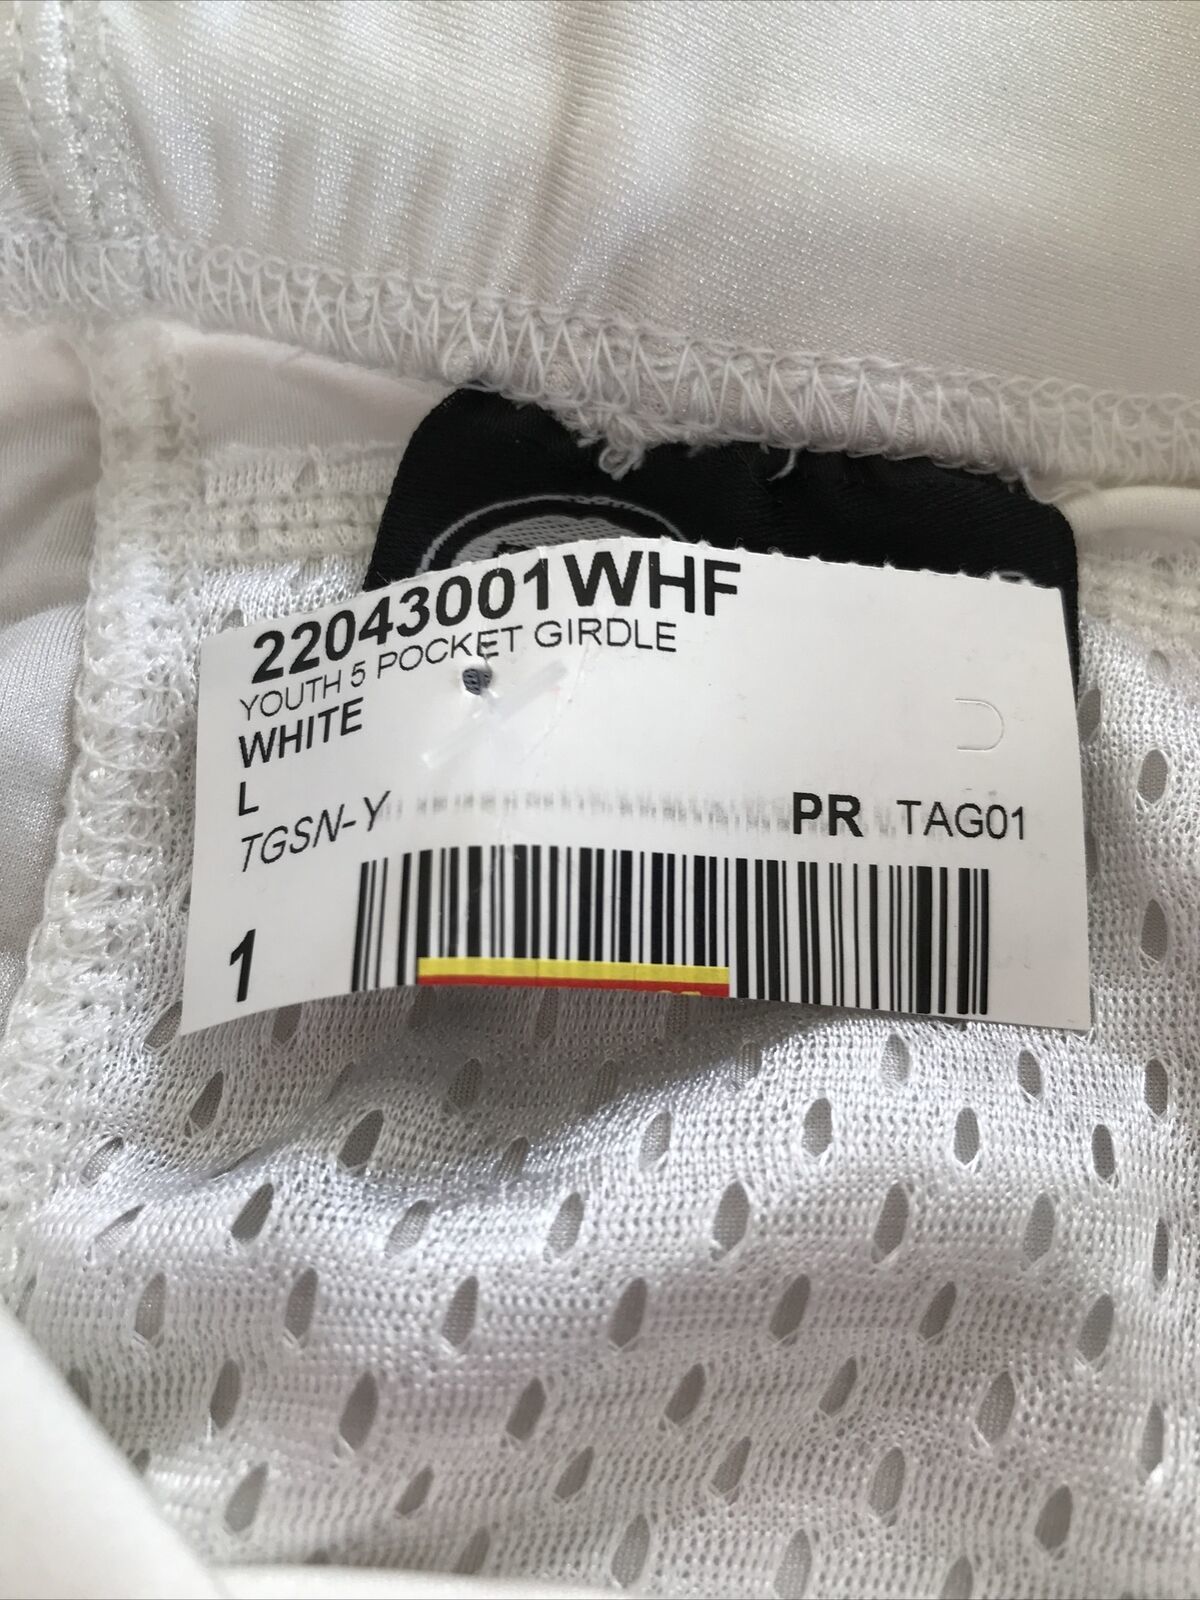 22043001WHF
YOUTH 5 POCKET GIRDLE
WHITE
L
TGSN-Y
PR TAG01
1